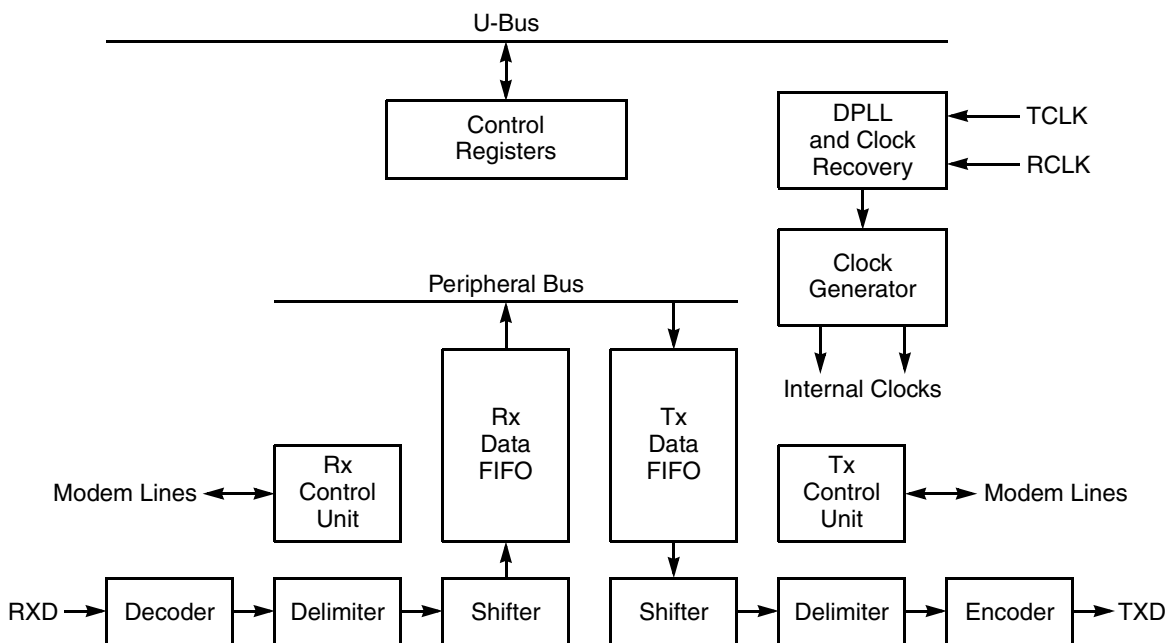 U-Bus
Control
Registers
DPLL
and Clock
Recovery
TCLK
RCLK
Clock
Generator
Internal Clocks
Peripheral Bus
Rx
Data
FIFO
Tx
Data
FIFO
Modem Lines
Rx
Control
Unit
Tx
Control
Unit
Modem Lines
RXD
Decoder
Delimiter
Shifter
Shifter
Delimiter
Encoder
TXD